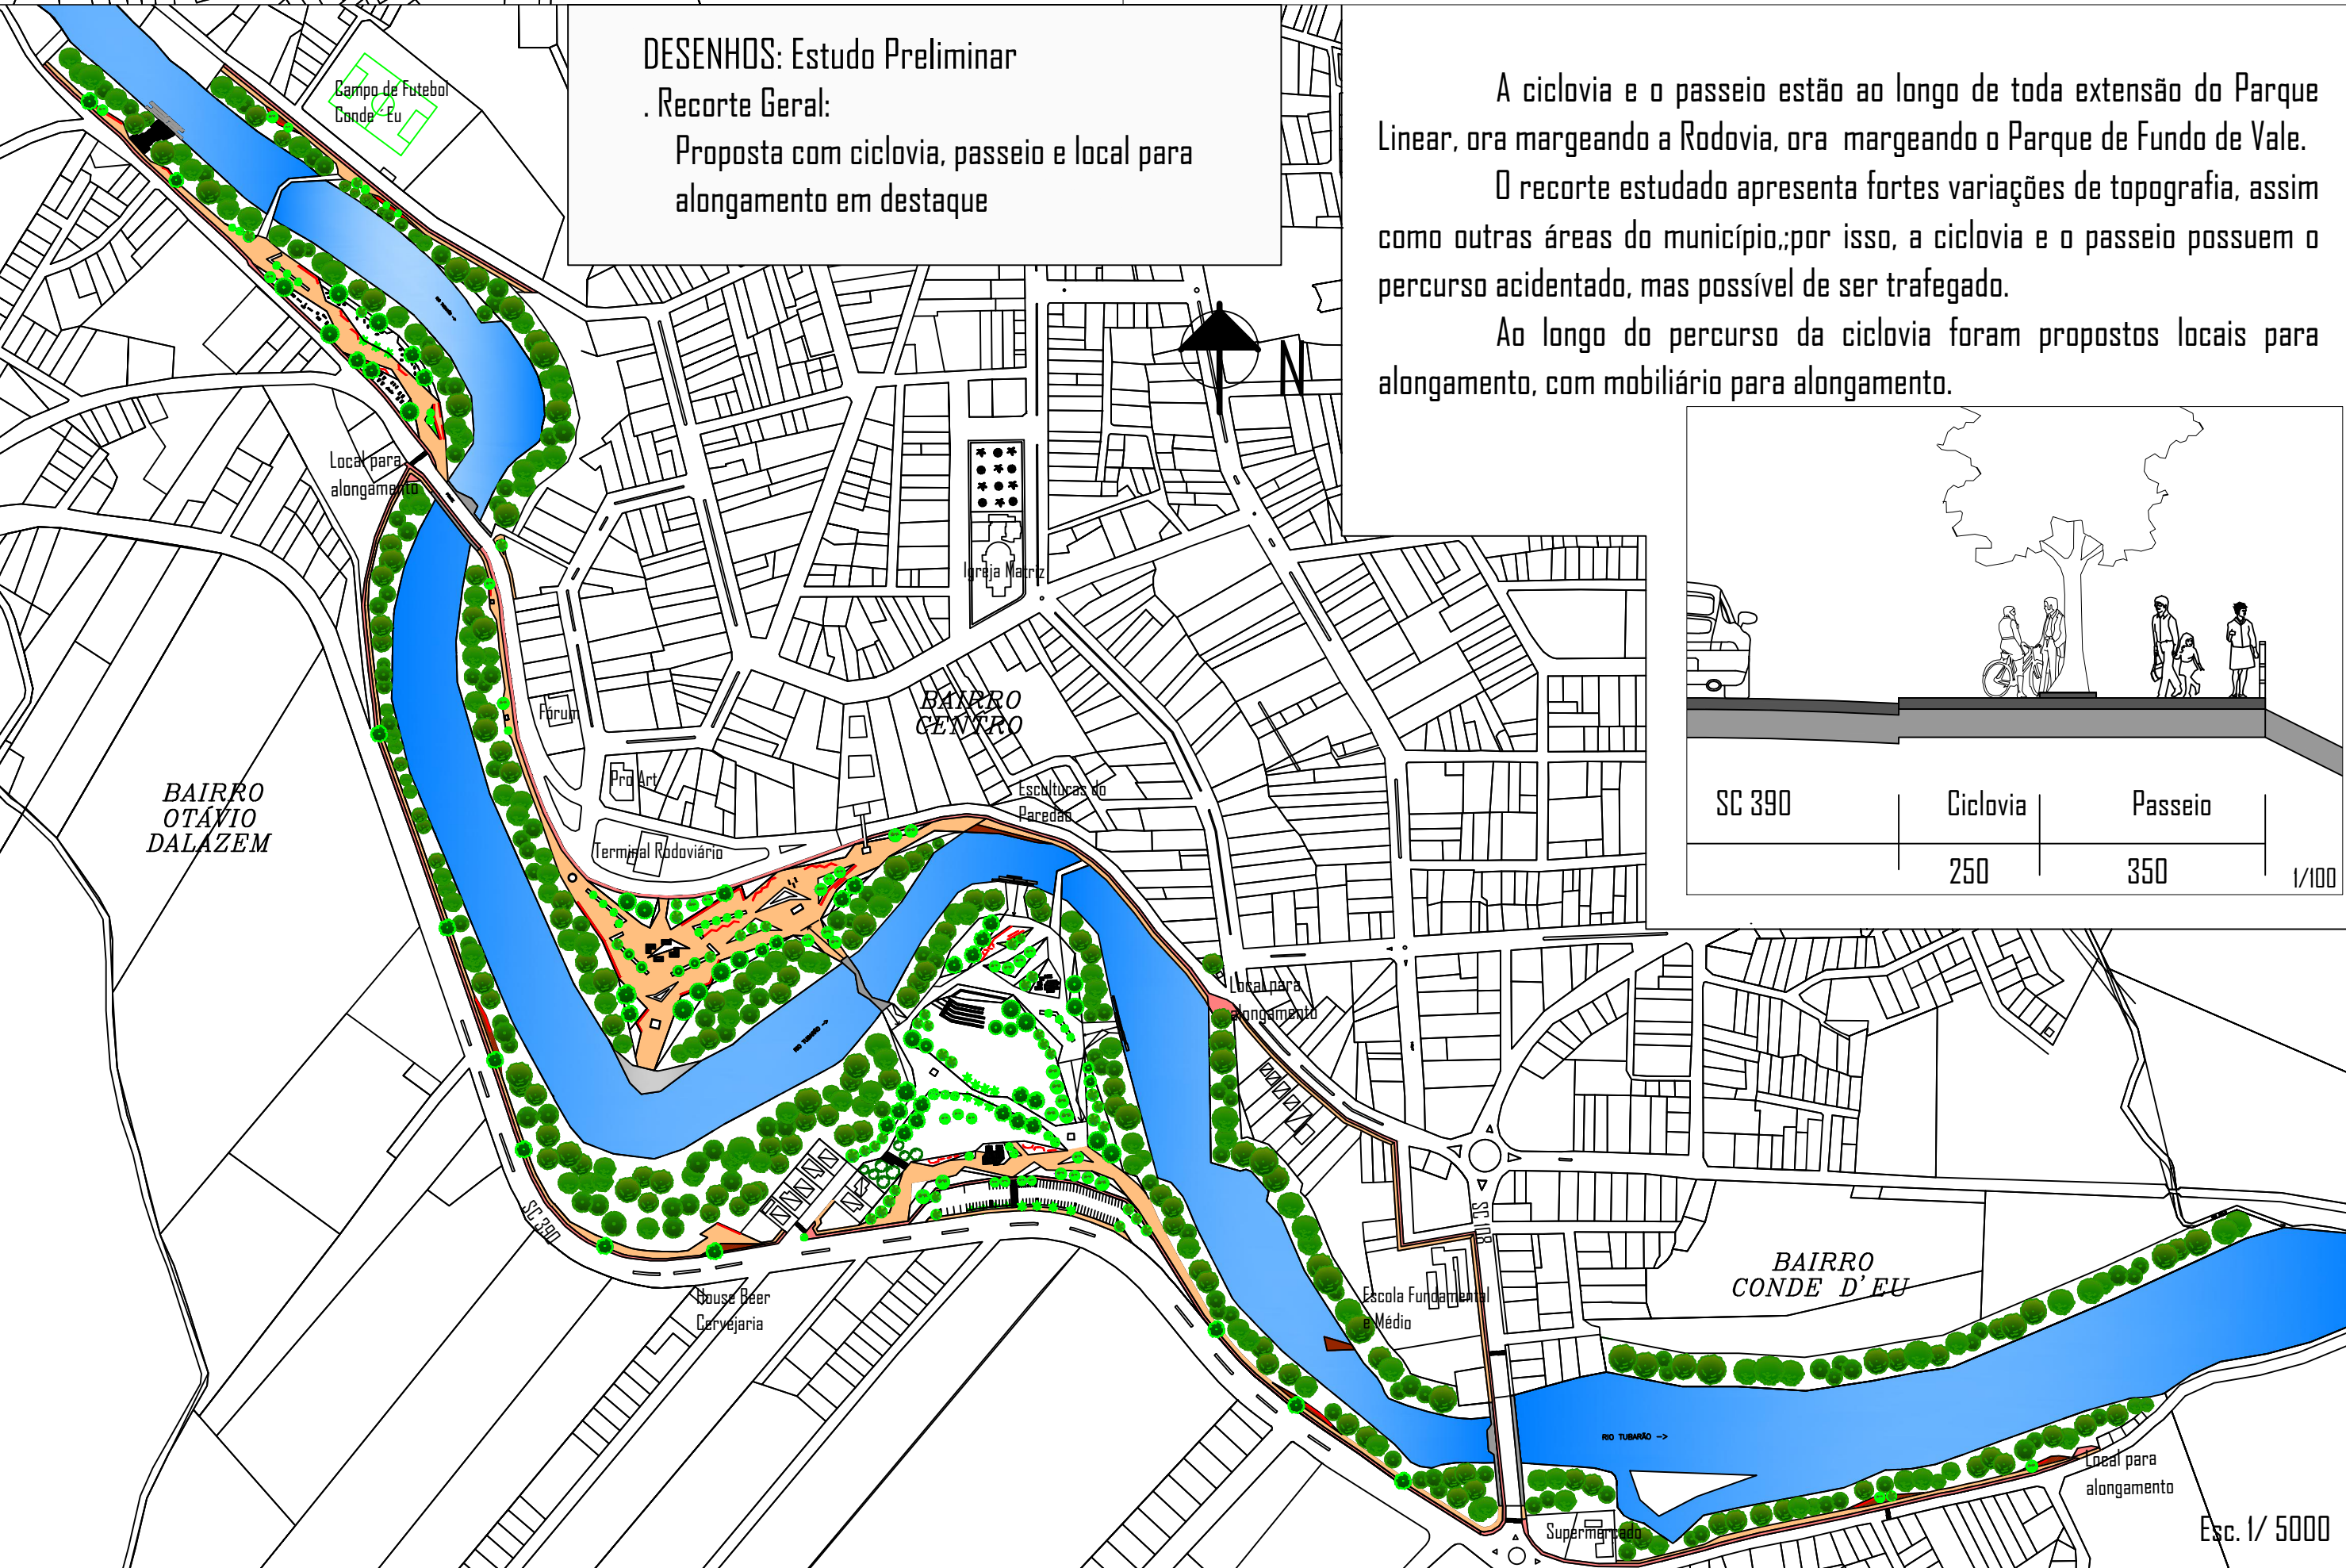 DESENHOS: Estudo Preliminar
. Recorte Geral:
Proposta com ciclovia, passeio e local para
alongamento em destaque
A ciclovia e o passeio estão ao longo de toda extensão do Parque
Linear, ora margeando a Rodovia, ora margeando o Parque de Fundo de Vale.
O recorte estudado apresenta fortes variações de topografia, assim
como outras áreas do município,;por isso, a ciclovia e o passeio possuem o
percurso acidentado, mas possível de ser trafegado.
Ao longo do percurso da ciclovia foram propostos locais para
alongamento, com mobiliário para alongamento.
Campo de Futebol
Conde ´Eu
N
Local para
alongamento
Igreja Matriz
SC 390
Ciclovia
Passeio
250
350
1/100
Fórum
BAIRRO
CENTRO
Pro Art
Esculturas do
Paredão
BAIRRO
OTÁVIO
DALAZEM
Terminal Rodoviário
Local para
alongamento
RIO TUBARÃO ->
SC 390
SC 108
BAIRRO
CONDE D'EU
House Beer
Cervejaria
Escola Fundamental
e Médio
RIO TUBARÃO ->
Local para
alongamento
Supermercado
Esc. 1/ 5000